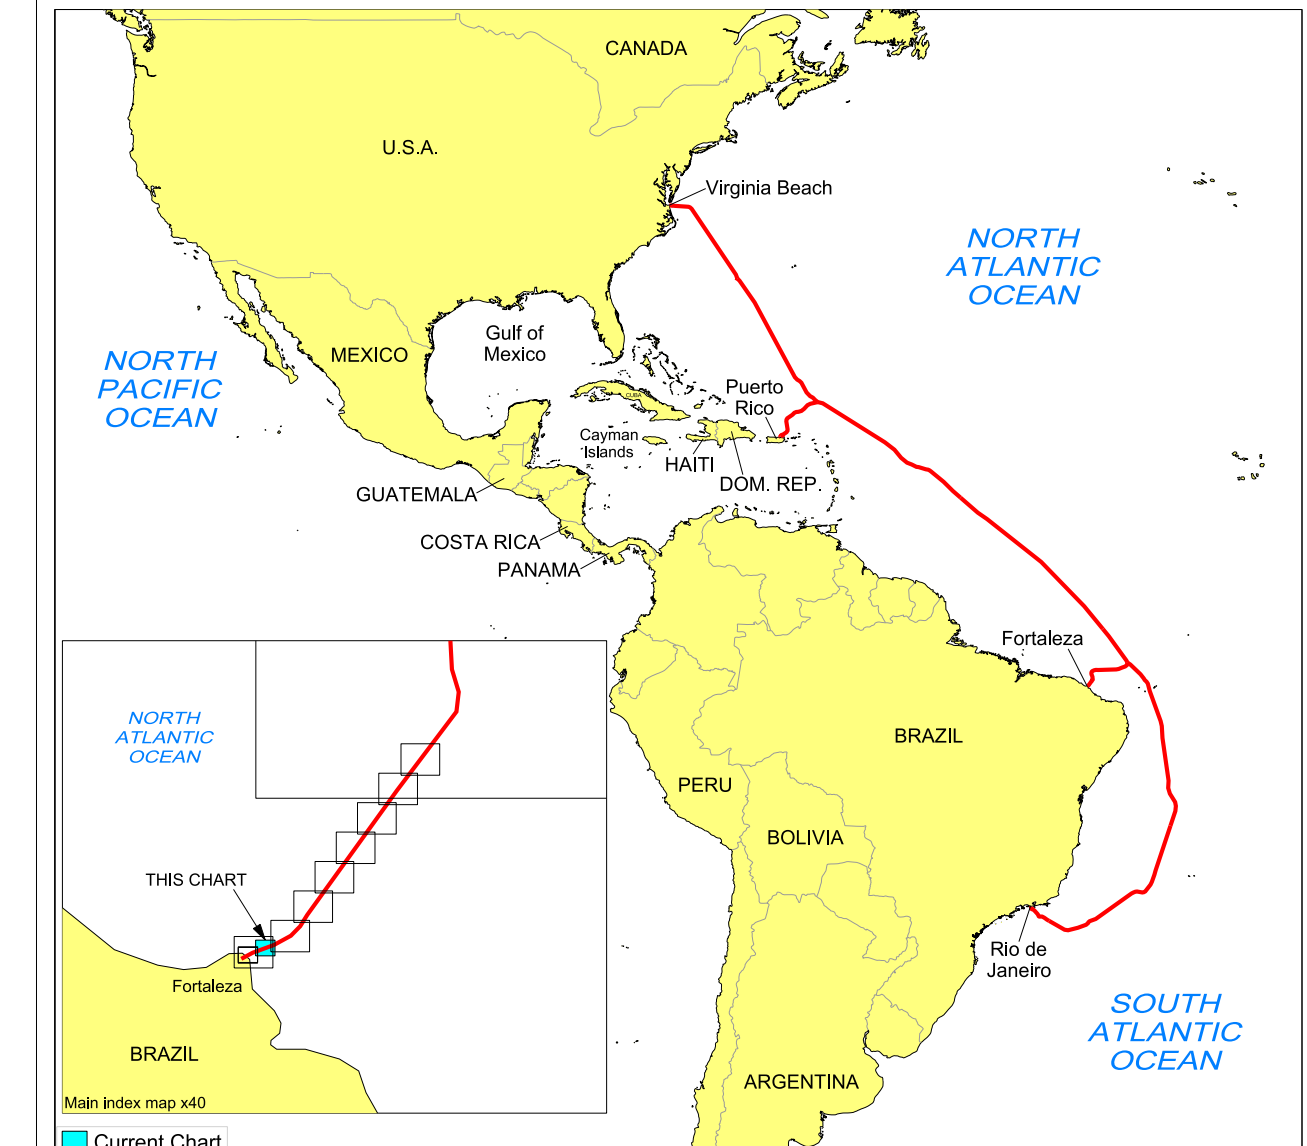 CANADA
U.S.A.
Virginia Beach
NORTH
ATLANTIC
OCEAN
Gulf of
Mexico
MEXICO
NORTH
PACIFIC
OCEAN
Puerto
Rico
CUBA
Cayman
Islands
HAITI
DOM. REP.
GUATEMALA
COSTA RICA
PANAMA
Fortaleza
BRAZIL
PERU
BOLIVIA
Rio de
Janeiro
SOUTH
ATLANTIC
OCEAN
ARGENTINA
NORTH
ATLANTIC
OCEAN
THIS CHART
Fortaleza
BRAZIL
Main index map x40
Current Chart